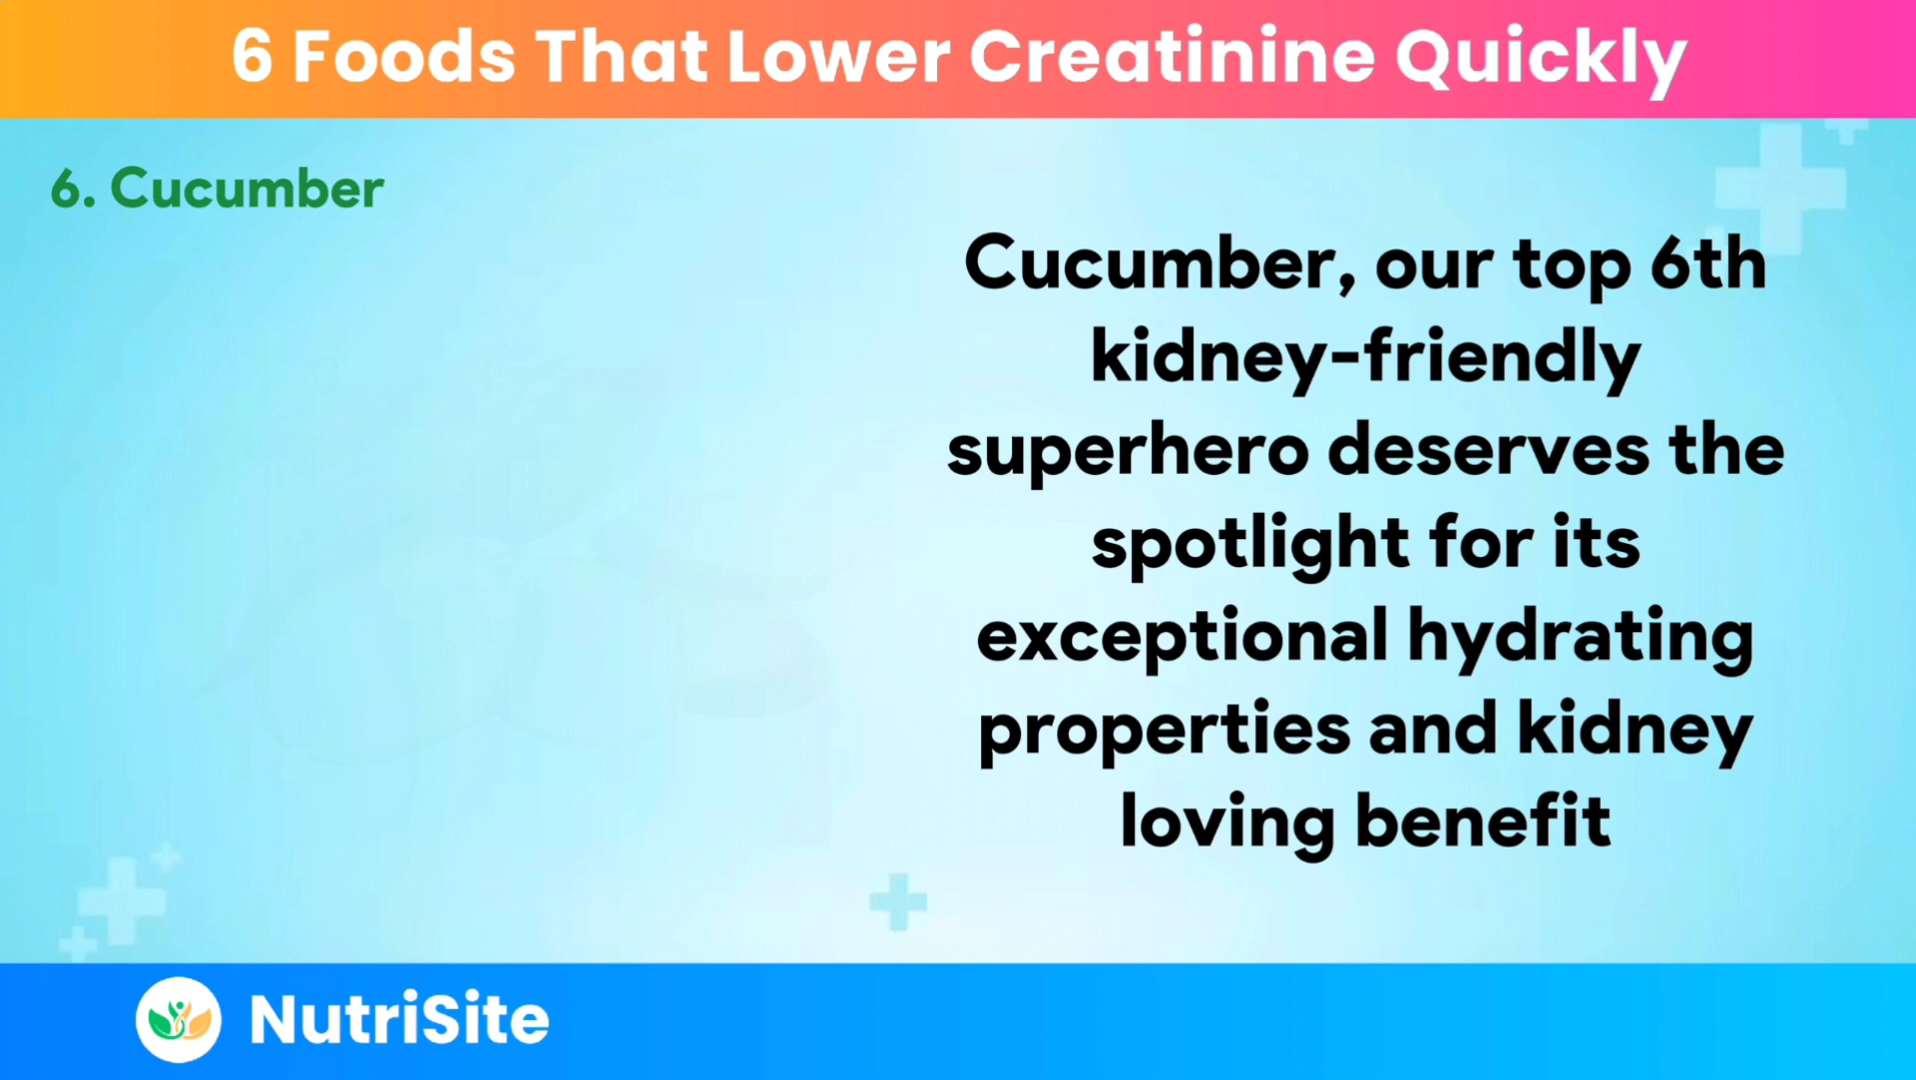 6 Foods That Lower Creatinine Quickly
6. Cucumber
Cucumber, our top 6th
kidney-friendly
superhero deserves the
spotlight for its
exceptional hydrating
properties and kidney
loving benefit
NutriSite